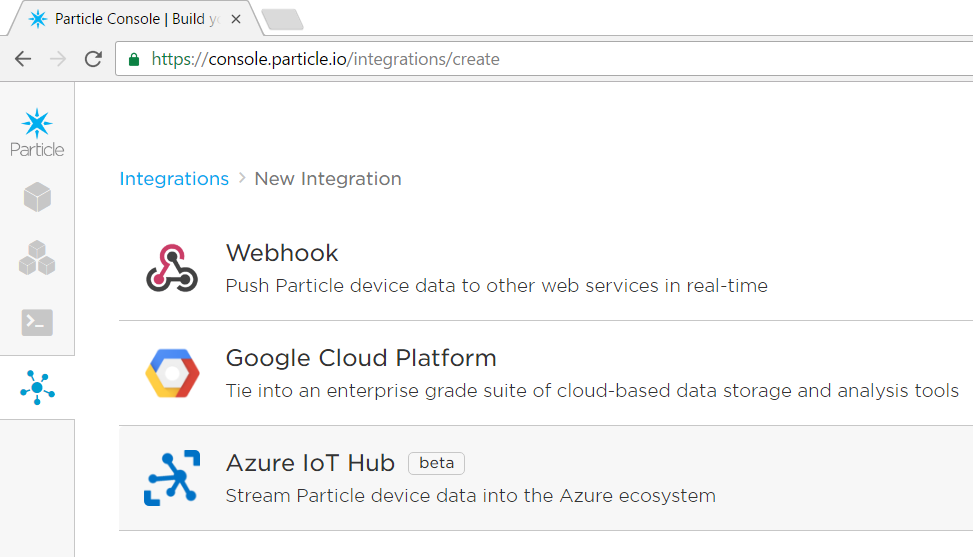 Particle Console | Build yo
https://console.particle.io/integrations/create
Particle
Integrations > New Integration
Webhook
Push Particle device data to other web services in real-time
Google Cloud Platform
Tie into an enterprise grade suite of cloud-based data storage and analysis tools
Azure IoT Hub beta
Stream Particle device data into the Azure ecosystem